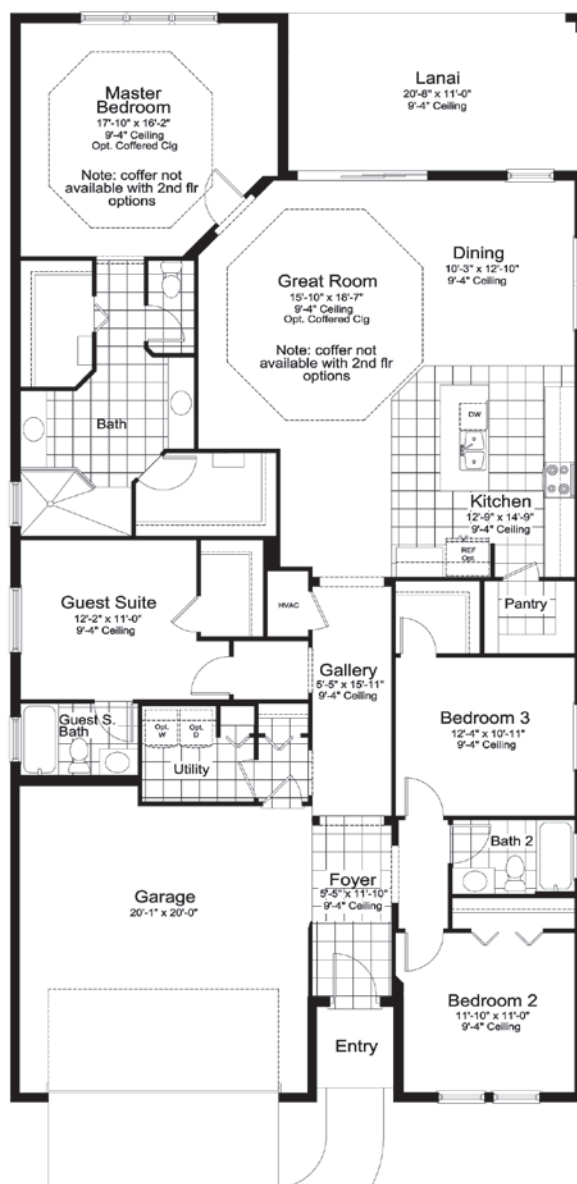 Master
Bedroom
17'-10" x 16'-2"
9'-4" Ceiling
Opt. Coffered Clg
Note: coffer not
available with 2nd flr
options
Lanai
20'-8" x 11'-0"
9'-4" Ceiling
Great Room
15'-10" x 18'-7"
9'-4" Ceiling
Opt. Coffered Clg
Note: coffer not
available with 2nd flr
options
Dining
10'-3" x 12'-10"
9'-4" Ceiling
Bath
DW
Kitchen
12'-9" x 14'-9"
9'-4" Ceiling
REF
Opt.
Pantry
Guest Suite
12'-2" x 11'-0"
9'-4" Ceiling
HVAC
Gallery
5'-5" x 15'-11"
9'-4" Ceiling
Guest S.
Bath
Opt.
W
Opt.
D
Utility
Bedroom 3
12'-4" x 10'-11"
9'-4" Ceiling
Bath 2
Foyer
5'-5" x 11'-10"
9'-4" Ceiling
Garage
20'-1" x 20'-0"
Bedroom 2
11'-10" x 11'-0"
9'-4" Ceiling
Entry